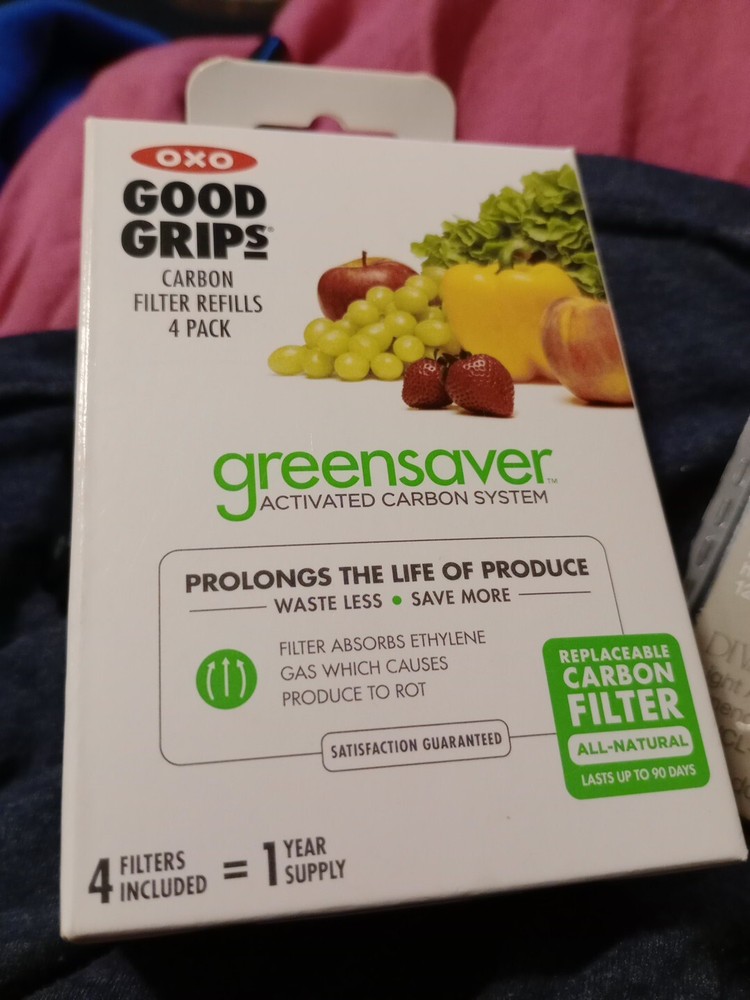 OXO
GOOD
GRIPS®
CARBON
FILTER REFILLS
4 PACK
greensaver™
ACTIVATED CARBON SYSTEM
PROLONGS THE LIFE OF PRODUCE
WASTE LESS • SAVE MORE
FILTER ABSORBS ETHYLENE
GAS WHICH CAUSES
PRODUCE TO ROT
SATISFACTION GUARANTEED
REPLACEABLE
CARBON
FILTER
ALL-NATURAL
LASTS UP TO 90 DAYS
4 FILTERS INCLUDED = 1 YEAR SUPPLY